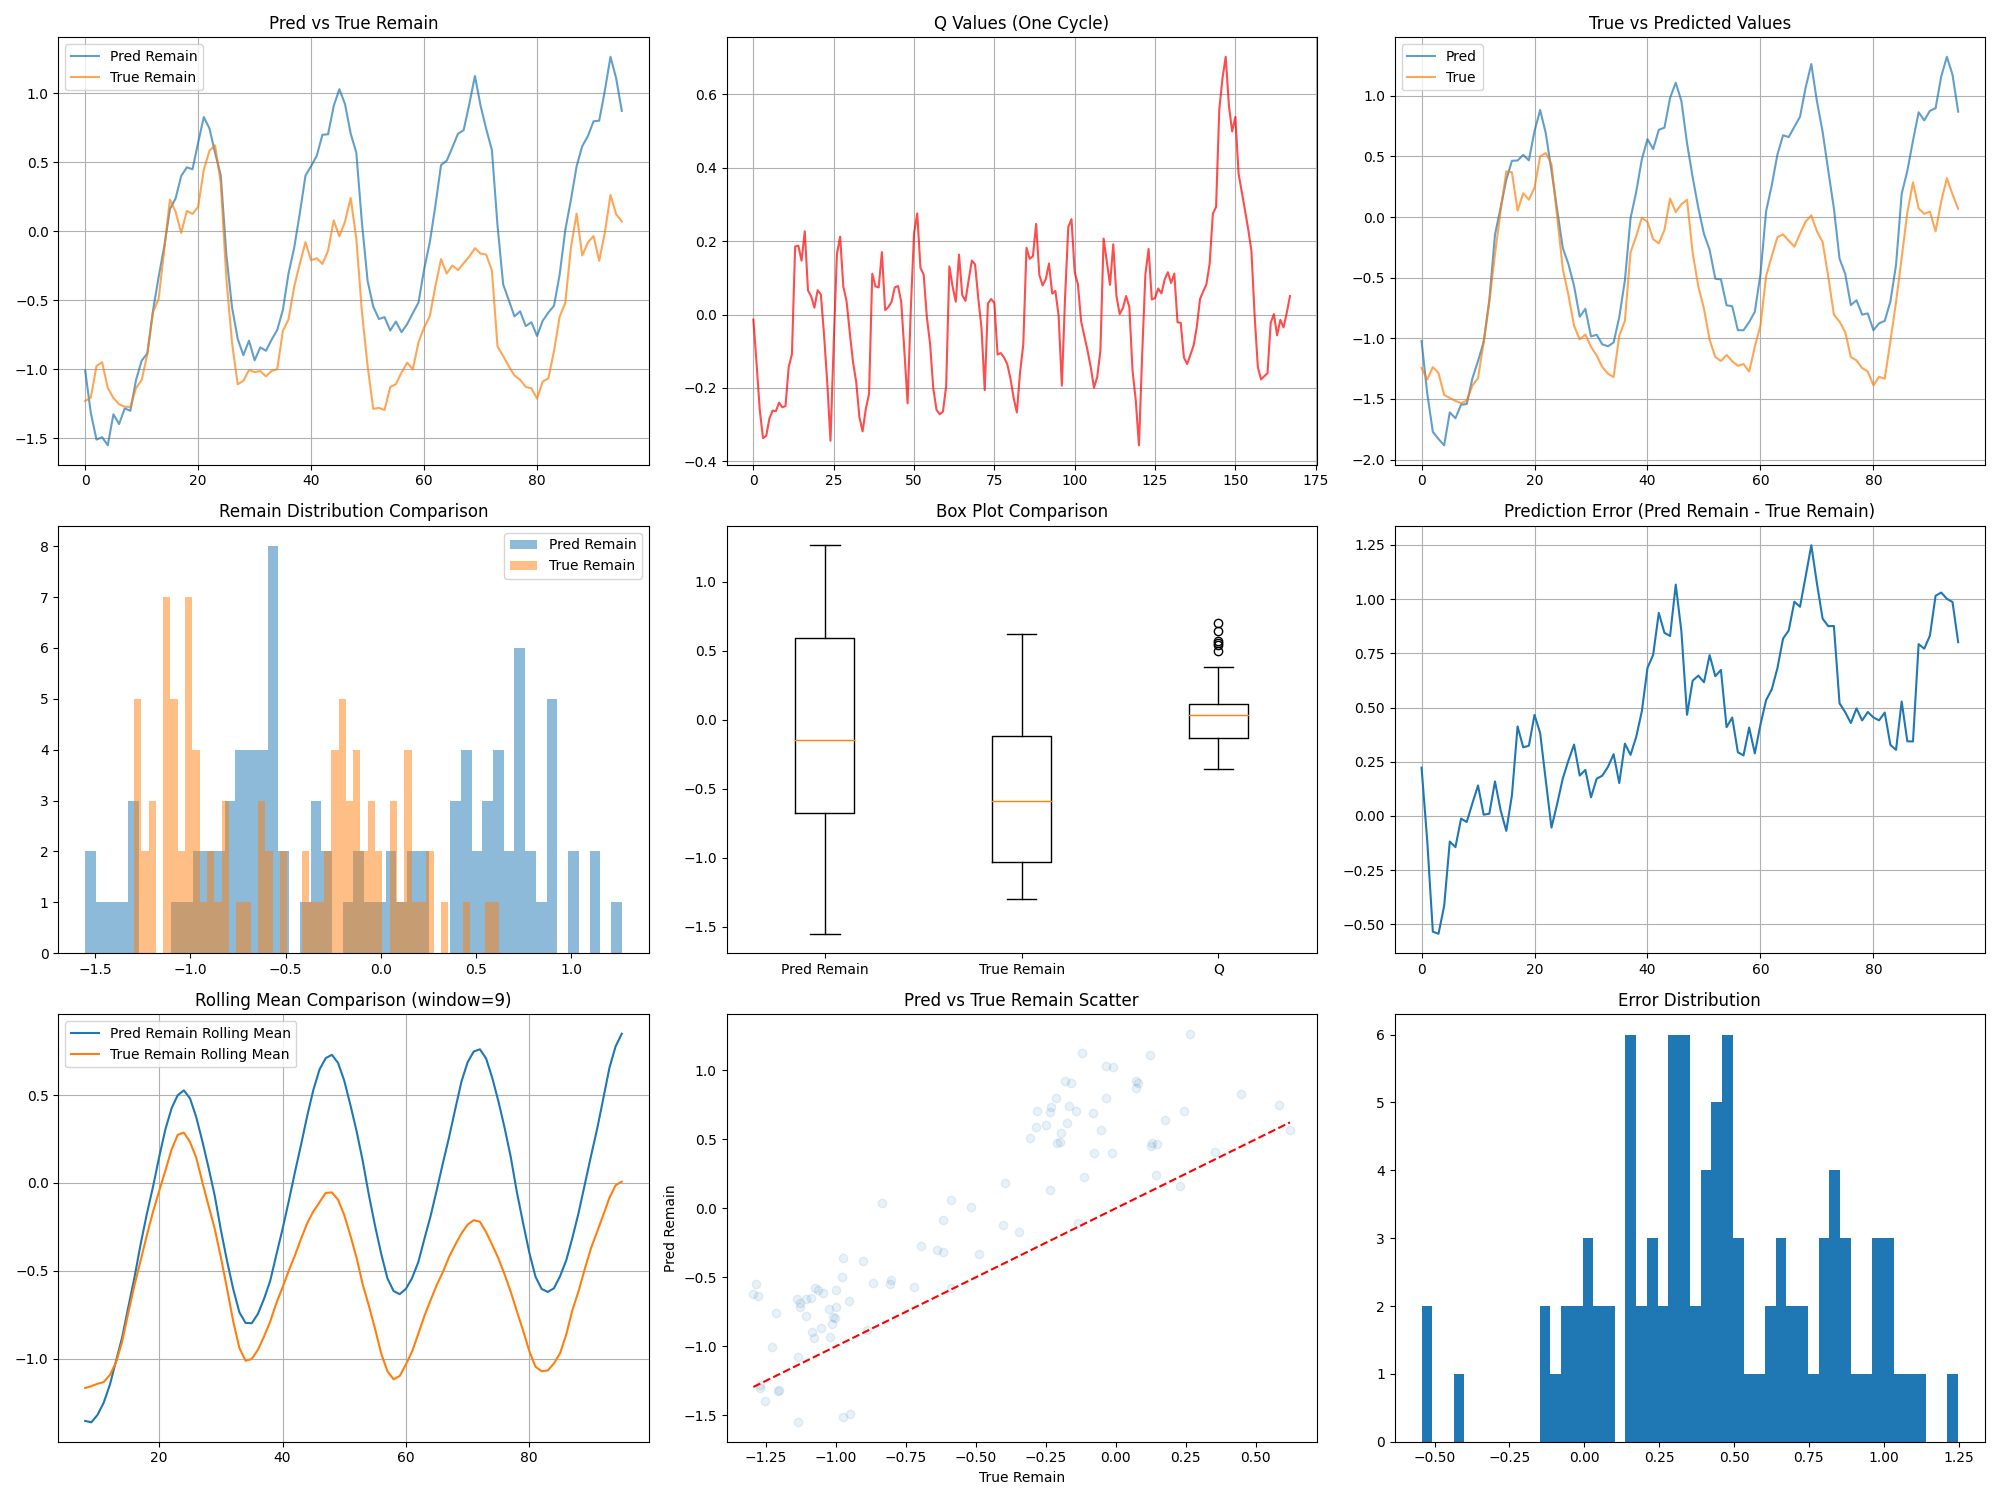 Pred vs True Remain
Pred Remain
True Remain
1.0
0.5
0.0
−0.5
−1.0
−1.5
0 20 40 60 80
Q Values (One Cycle)
0.6
0.4
0.2
0.0
−0.2
−0.4
0 25 50 75 100 125 150 175
True vs Predicted Values
Pred
True
1.0
0.5
0.0
−0.5
−1.0
−1.5
−2.0
0 20 40 60 80
Remain Distribution Comparison
Pred Remain
True Remain
8
7
6
5
4
3
2
1
0
−1.5 −1.0 −0.5 0.0 0.5 1.0
Box Plot Comparison
1.0
0.5
0.0
−0.5
−1.0
−1.5
Pred Remain True Remain Q
Prediction Error (Pred Remain - True Remain)
1.25
1.00
0.75
0.50
0.25
0.00
−0.25
−0.50
0 20 40 60 80
Rolling Mean Comparison (window=9)
Pred Remain Rolling Mean
True Remain Rolling Mean
0.5
0.0
−0.5
−1.0
20 40 60 80
Pred vs True Remain Scatter
Pred Remain
1.0
0.5
0.0
−0.5
−1.0
−1.5
−1.25 −1.00 −0.75 −0.50 −0.25 0.00 0.25 0.50
True Remain
Error Distribution
6
5
4
3
2
1
0
−0.50 −0.25 0.00 0.25 0.50 0.75 1.00 1.25